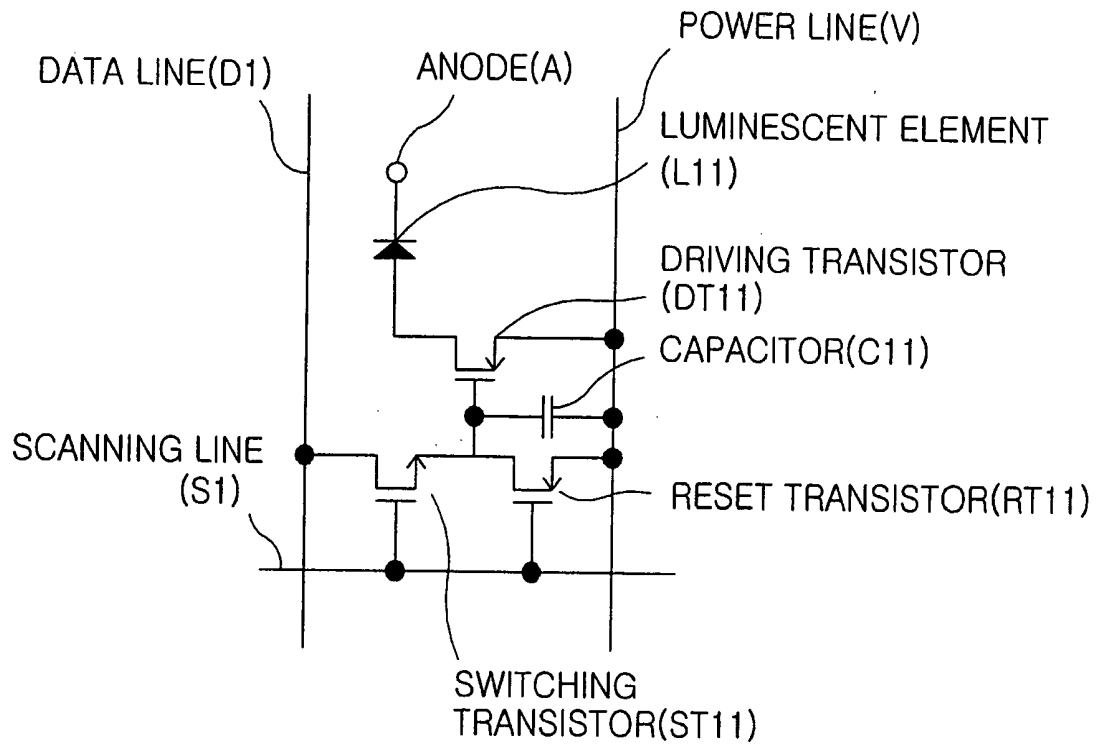 POWER LINE(V)
DATA LINE(D1)
ANODE(A)
LUMINESCENT ELEMENT
(L11)
DRIVING TRANSISTOR
(DT11)
CAPACITOR(C11)
SCANNING LINE
(S1)
RESET TRANSISTOR(RT11)
SWITCHING
TRANSISTOR(ST11)